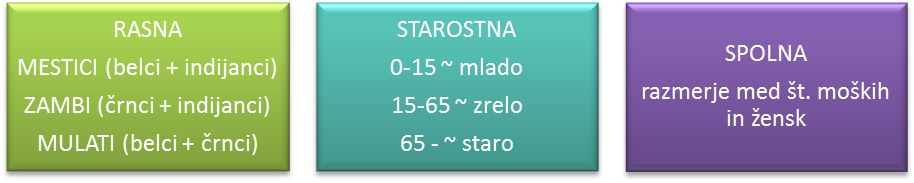 RASNA
MESTICI (belci + indijanci)
ZAMBI (črnci + indijanci)
MULATI (belci + črnci)
STAROSTNA
0-15 ~ mlado
15-65 ~ zrelo
65 - ~ staro
SPOLNA
razmerje med št. moških
in žensk